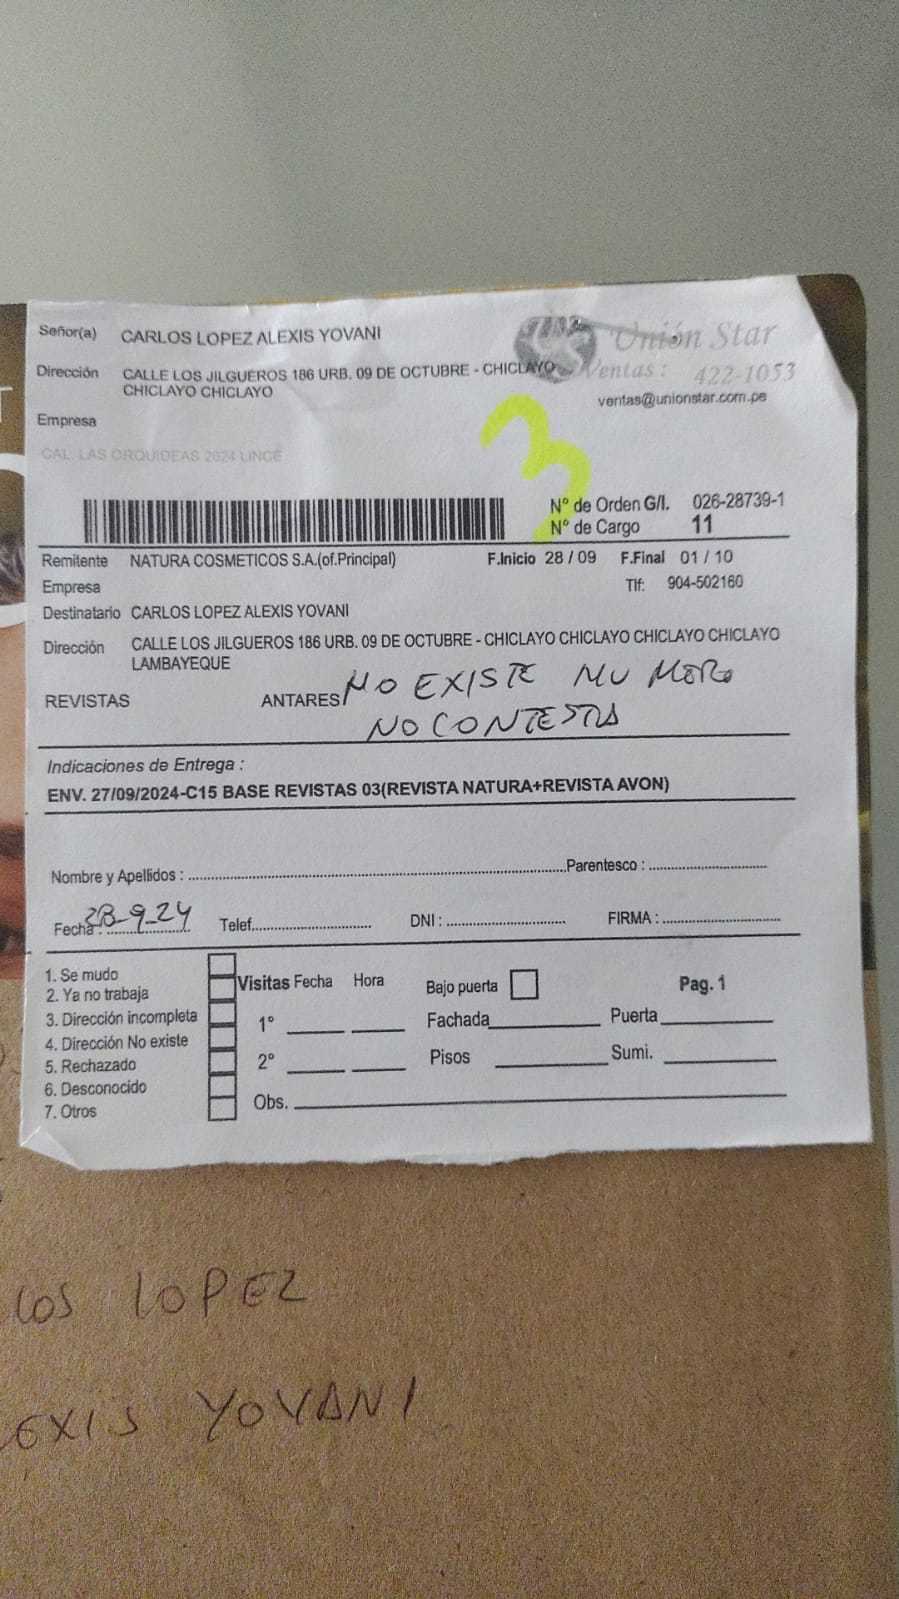 Señor(a) CARLOS LOPEZ ALEXIS YOVANI
Unión Star
Dirección CALLE LOS JILGUEROS 186 URB. 09 DE OCTUBRE - CHICLAYO
CHICLAYO CHICLAYO
Ventas : 422-1053
ventas@unionstar.com.pe
Empresa
CAL. LAS ORQUIDEAS 2024 LINCE
3
N° de Orden G/I. 026-28739-1
N° de Cargo 11
Remitente NATURA COSMETICOS S.A.(of.Principal) F.Inicio 28 / 09 F.Final 01 / 10
Empresa Tlf: 904-502160
Destinatario CARLOS LOPEZ ALEXIS YOVANI
Dirección CALLE LOS JILGUEROS 186 URB. 09 DE OCTUBRE - CHICLAYO CHICLAYO CHICLAYO CHICLAYO
LAMBAYEQUE
REVISTAS ANTARES NO EXISTE NUMERO
NO CONTESTA
Indicaciones de Entrega :
ENV. 27/09/2024-C15 BASE REVISTAS 03(REVISTA NATURA+REVISTA AVON)
Nombre y Apellidos : Parentesco :
Fecha : 28-9-24 Telef. DNI : FIRMA :
1. Se mudo
2. Ya no trabaja
3. Dirección incompleta
4. Dirección No existe
5. Rechazado
6. Desconocido
7. Otros
Visitas Fecha Hora Bajo puerta Pag. 1
1° Fachada Puerta
2° Pisos Sumi.
Obs.
LOS LOPEZ
EXIS YOVANI